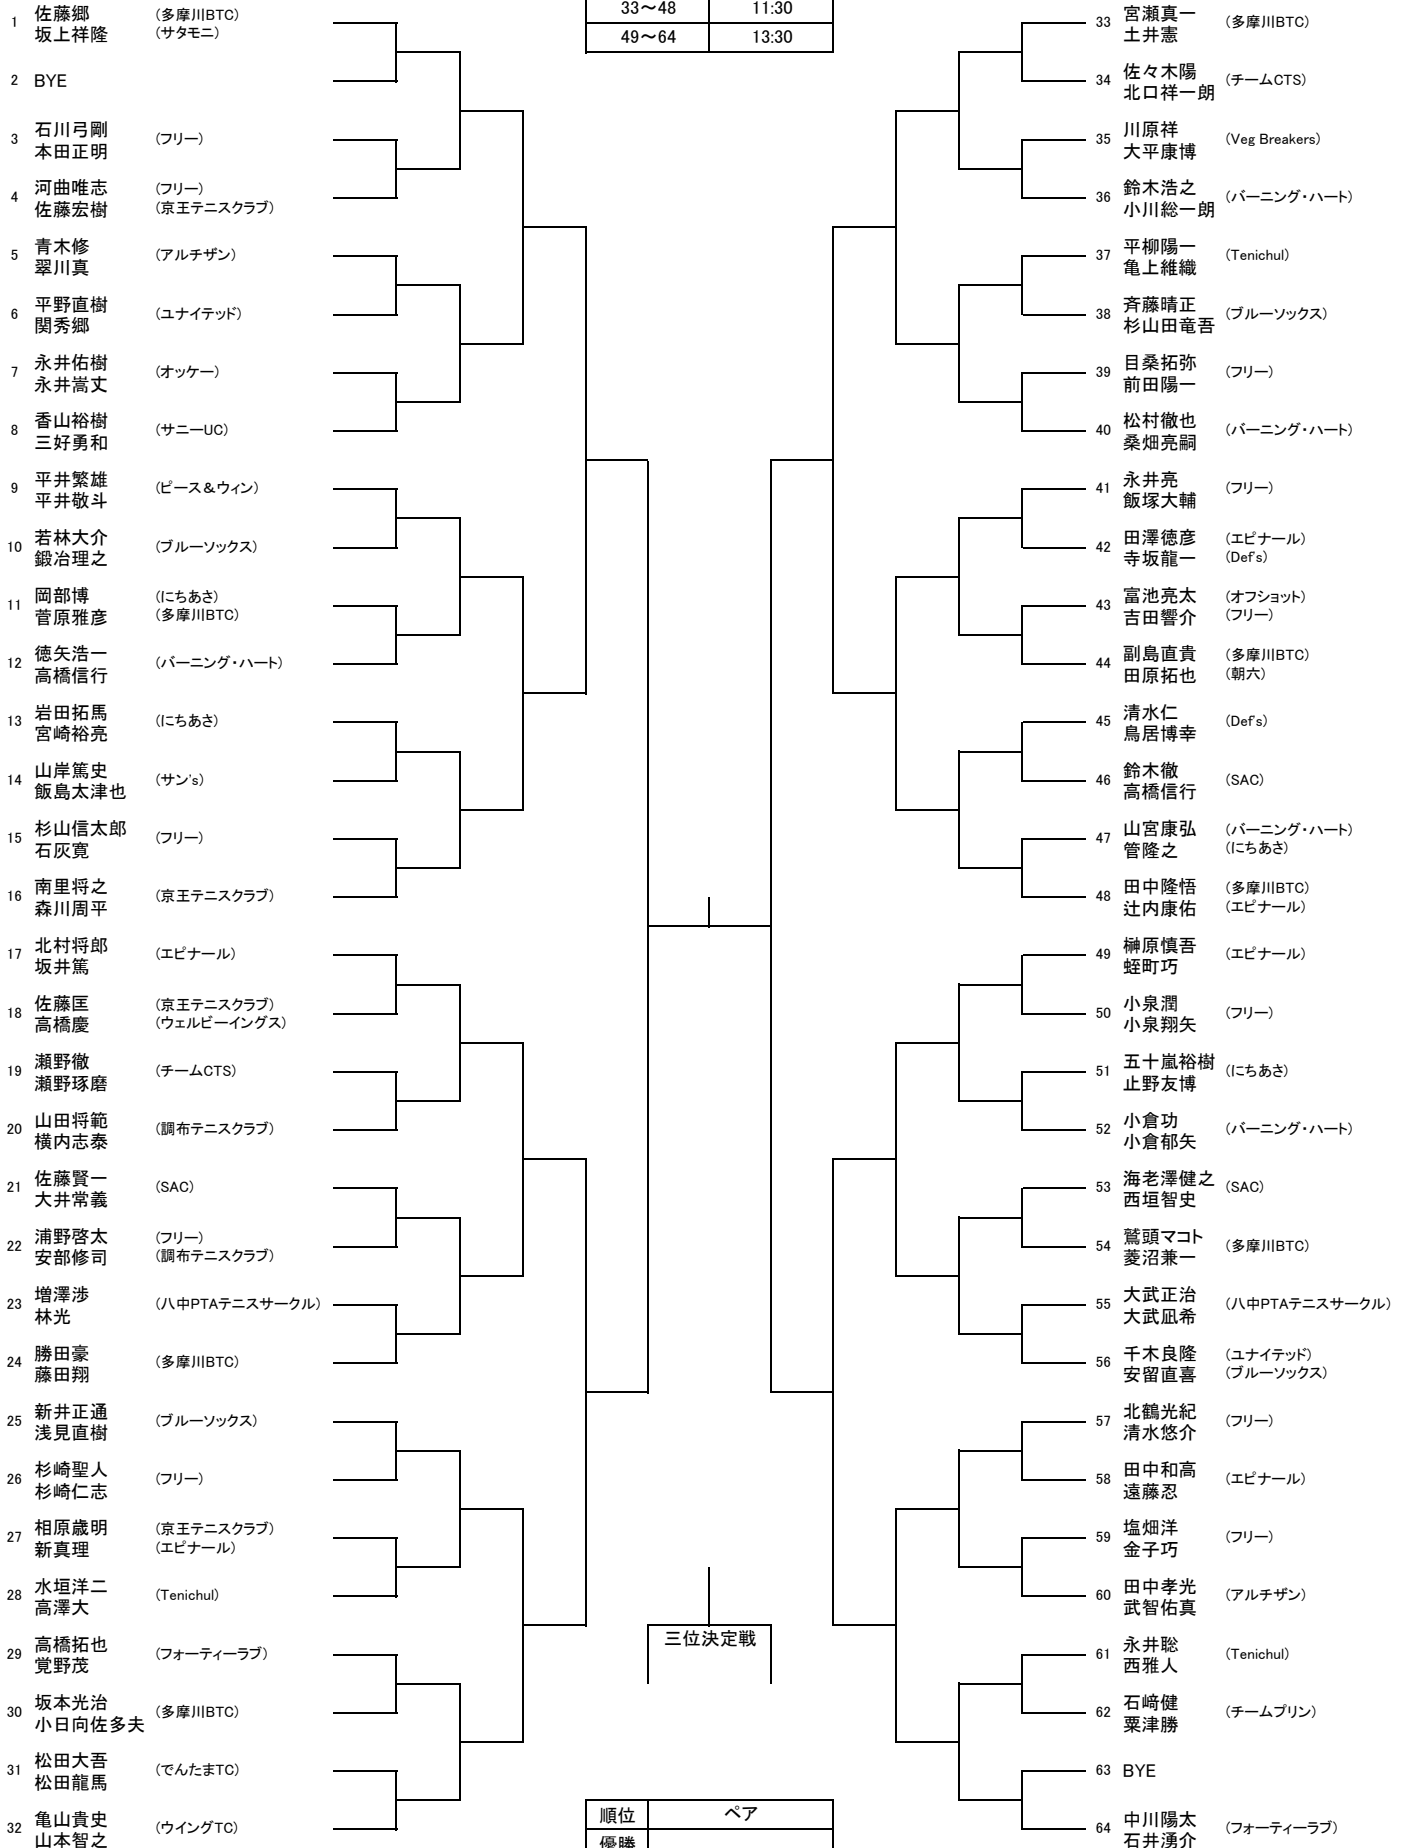 33～48 11:30
49～64 13:30
1 佐藤郷 (多摩川BTC)
坂上祥隆 (サタモニ)
2 BYE
3 石川弓剛 (フリー)
本田正明
4 河曲唯志 (フリー)
佐藤宏樹 (京王テニスクラブ)
5 青木修 (アルチザン)
翠川真
6 平野直樹 (ユナイテッド)
関秀郷
7 永井佑樹 (オッケー)
永井嵩丈
8 香山裕樹 (サニーUC)
三好勇和
9 平井繁雄 (ピース＆ウィン)
平井敬斗
10 若林大介 (ブルーソックス)
鍛冶理之
11 岡部博 (にちあさ)
菅原雅彦 (多摩川BTC)
12 徳矢浩一 (バーニング・ハート)
高橋信行
13 岩田拓馬 (にちあさ)
宮崎裕亮
14 山岸篤史 (サン's)
飯島太津也
15 杉山信太郎 (フリー)
石灰寛
16 南里将之 (京王テニスクラブ)
森川周平
17 北村将郎 (エピナール)
坂井篤
18 佐藤匡 (京王テニスクラブ)
高橋慶 (ウェルビーイングス)
19 瀬野徹 (チームCTS)
瀬野琢磨
20 山田将範 (調布テニスクラブ)
横内志泰
21 佐藤賢一 (SAC)
大井常義
22 浦野啓太 (フリー)
安部修司 (調布テニスクラブ)
23 増澤渉 (八中PTAテニスサークル)
林光
24 勝田豪 (多摩川BTC)
藤田翔
25 新井正通 (ブルーソックス)
浅見直樹
26 杉崎聖人 (フリー)
杉崎仁志
27 相原歳明 (京王テニスクラブ)
新真理 (エピナール)
28 水垣洋二 (Tenichul)
高澤大
29 高橋拓也 (フォーティーラブ)
覚野茂
30 坂本光治 (多摩川BTC)
小日向佐多夫
31 松田大吾 (でんたまTC)
松田龍馬
32 亀山貴史 (ウイングTC)
山本智之
33 宮瀬真一 (多摩川BTC)
土井憲
34 佐々木陽 (チームCTS)
北口祥一朗
35 川原祥 (Veg Breakers)
大平康博
36 鈴木浩之 (バーニング・ハート)
小川総一朗
37 平柳陽一 (Tenichul)
亀上維織
38 斉藤晴正 (ブルーソックス)
杉山田竜吾
39 目桑拓弥 (フリー)
前田陽一
40 松村徹也 (バーニング・ハート)
桑畑亮嗣
41 永井亮 (フリー)
飯塚大輔
42 田澤徳彦 (エピナール)
寺坂龍一 (Def's)
43 富池亮太 (オフショット)
吉田響介 (フリー)
44 副島直貴 (多摩川BTC)
田原拓也 (朝六)
45 清水仁 (Def's)
鳥居博幸
46 鈴木徹 (SAC)
高橋信行
47 山宮康弘 (バーニング・ハート)
管隆之 (にちあさ)
48 田中隆悟 (多摩川BTC)
辻内康佑 (エピナール)
49 榊原慎吾 (エピナール)
蛭町巧
50 小泉潤 (フリー)
小泉翔矢
51 五十嵐裕樹 (にちあさ)
止野友博
52 小倉功 (バーニング・ハート)
小倉郁矢
53 海老澤健之 (SAC)
西垣智史
54 鷲頭マコト (多摩川BTC)
菱沼兼一
55 大武正治 (八中PTAテニスサークル)
大武凪希
56 千木良隆 (ユナイテッド)
安留直喜 (ブルーソックス)
57 北鶴光紀 (フリー)
清水悠介
58 田中和高 (エピナール)
遠藤忍
59 塩畑洋 (フリー)
金子巧
60 田中孝光 (アルチザン)
武智佑真
61 永井聡 (Tenichul)
西雅人
62 石﨑健 (チームプリン)
粟津勝
63 BYE
64 中川陽太 (フォーティーラブ)
石井湧介
三位決定戦
順位 ペア
優勝